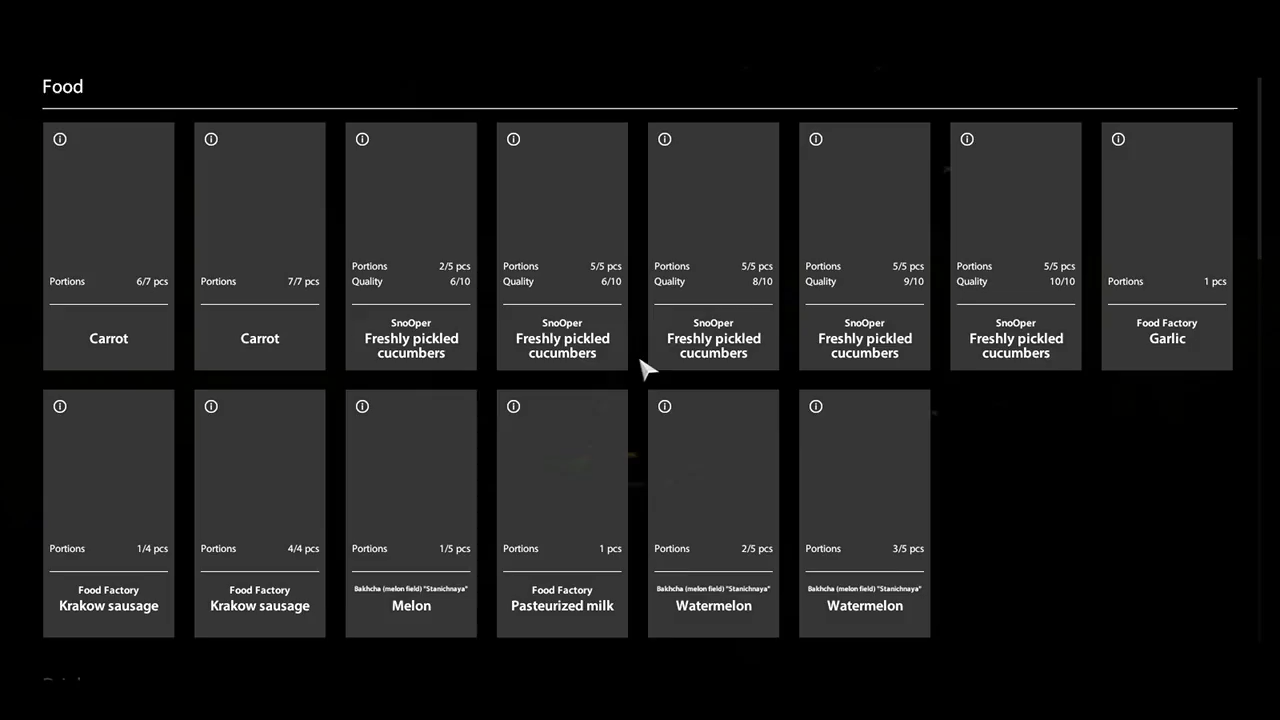 Food
Portions 6/7 pcs
Carrot
Portions 7/7 pcs
Carrot
Portions 2/5 pcs
Quality 6/10
SnoOper
Freshly pickled
cucumbers
Portions 5/5 pcs
Quality 6/10
SnoOper
Freshly pickled
cucumbers
Portions 5/5 pcs
Quality 8/10
SnoOper
Freshly pickled
cucumbers
Portions 5/5 pcs
Quality 9/10
SnoOper
Freshly pickled
cucumbers
Portions 5/5 pcs
Quality 10/10
SnoOper
Freshly pickled
cucumbers
Portions 1 pcs
Food Factory
Garlic
Portions 1/4 pcs
Food Factory
Krakow sausage
Portions 4/4 pcs
Food Factory
Krakow sausage
Portions 1/5 pcs
Bakhcha (melon field) "Stanichnaya"
Melon
Portions 1 pcs
Food Factory
Pasteurized milk
Portions 2/5 pcs
Bakhcha (melon field) "Stanichnaya"
Watermelon
Portions 3/5 pcs
Bakhcha (melon field) "Stanichnaya"
Watermelon